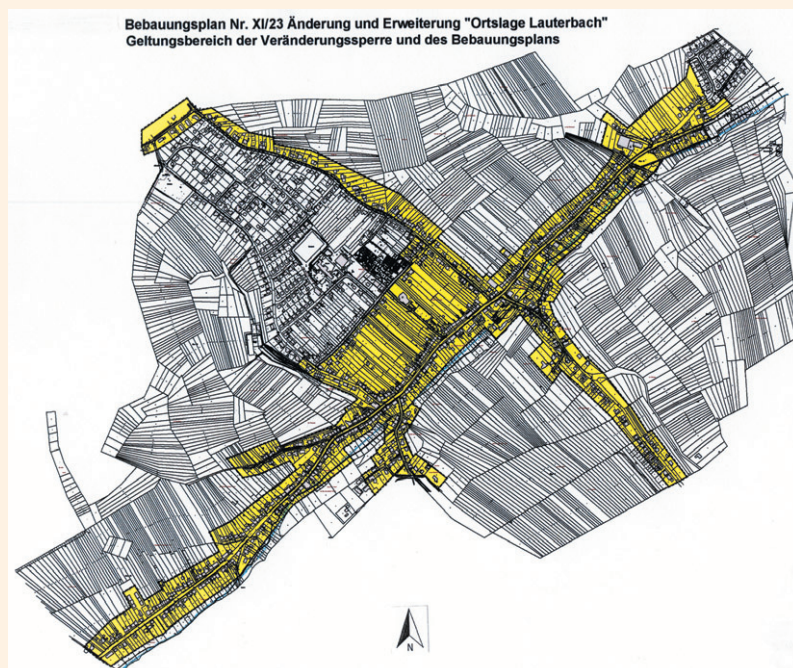 Bebauungsplan Nr. XI/23 Änderung und Erweiterung "Ortslage Lauterbach"
Geltungsbereich der Veränderungssperre und des Bebauungsplans
N